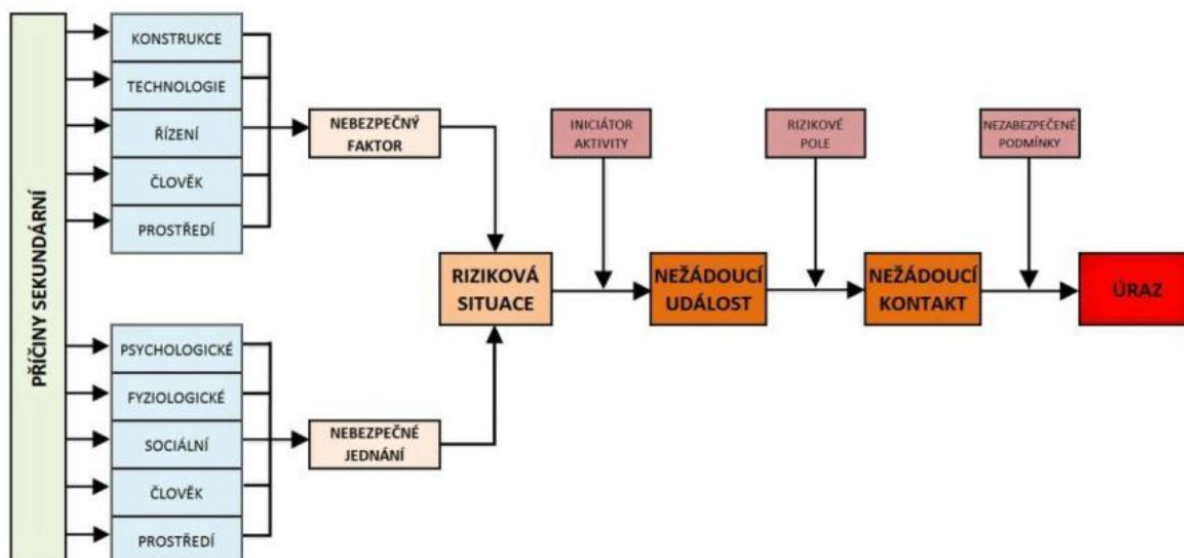 PŘÍČINY SEKUNDÁRNÍ
KONSTRUKCE
TECHNOLOGIE
ŘÍZENÍ
ČLOVĚK
PROSTŘEDÍ
NEBEZPEČNÝ
FAKTOR
INICIÁTOR
AKTIVITY
RIZIKOVÉ
POLE
NEZABEZPEČENÉ
PODMÍNKY
RIZIKOVÁ
SITUACE
NEŽÁDOUCÍ
UDÁLOST
NEŽÁDOUCÍ
KONTAKT
ÚRAZ
PSYCHOLOGICKÉ
FYZIOLOGICKÉ
SOCIÁLNÍ
ČLOVĚK
PROSTŘEDÍ
NEBEZPEČNÉ
JEDNÁNÍ